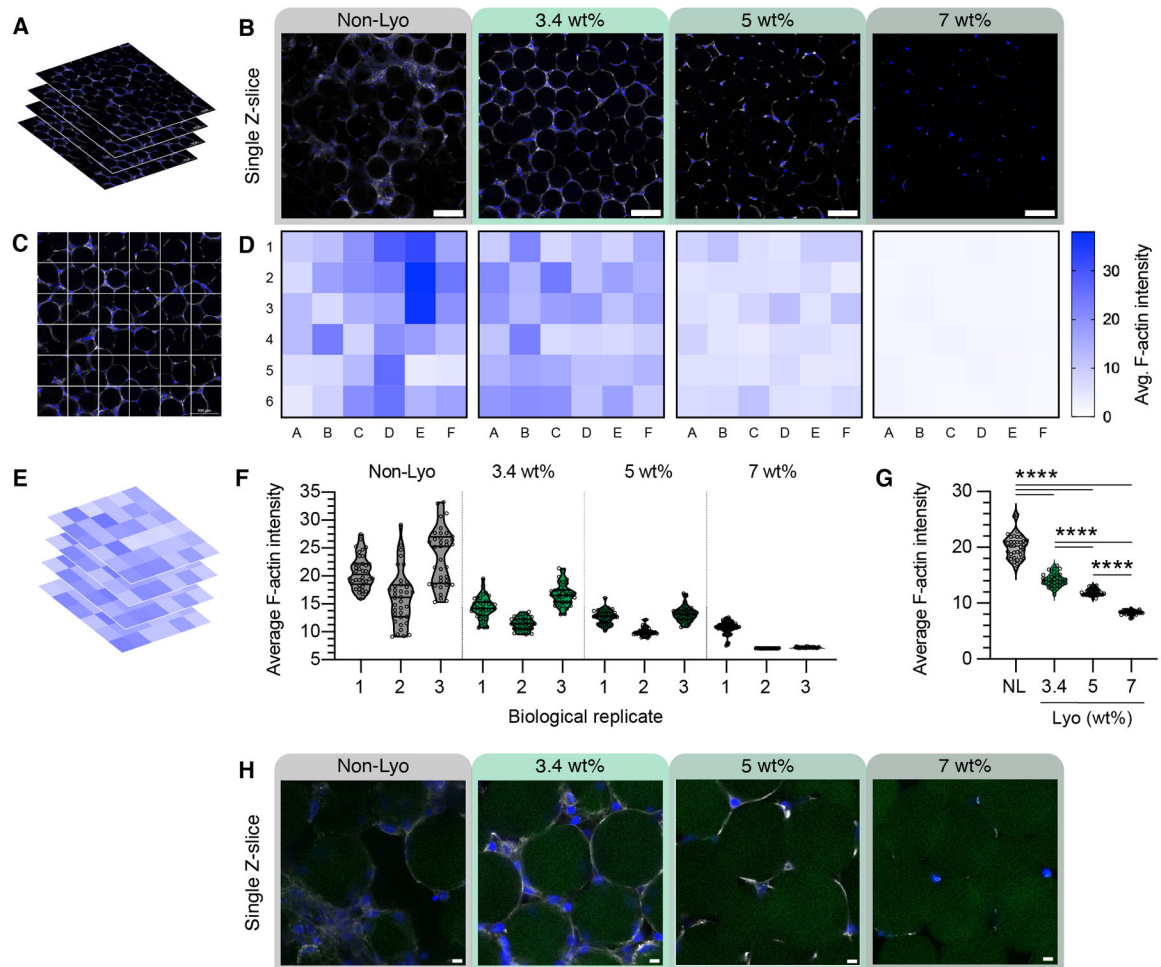 A
B
Non-Lyo 3.4 wt% 5 wt% 7 wt%
Single Z-slice
C
D
1
2
3
4
5
6
A B C D E F
A B C D E F
A B C D E F
A B C D E F
30
20
10
0
Avg. F-actin intensity
E
F
Non-Lyo 3.4 wt% 5 wt% 7 wt%
Average F-actin intensity
35
30
25
20
15
10
5
1 2 3 1 2 3 1 2 3 1 2 3
Biological replicate
G
****
****
****
Average F-actin intensity
30
20
10
0
NL 3.4 5 7
Lyo (wt%)
H
Non-Lyo 3.4 wt% 5 wt% 7 wt%
Single Z-slice